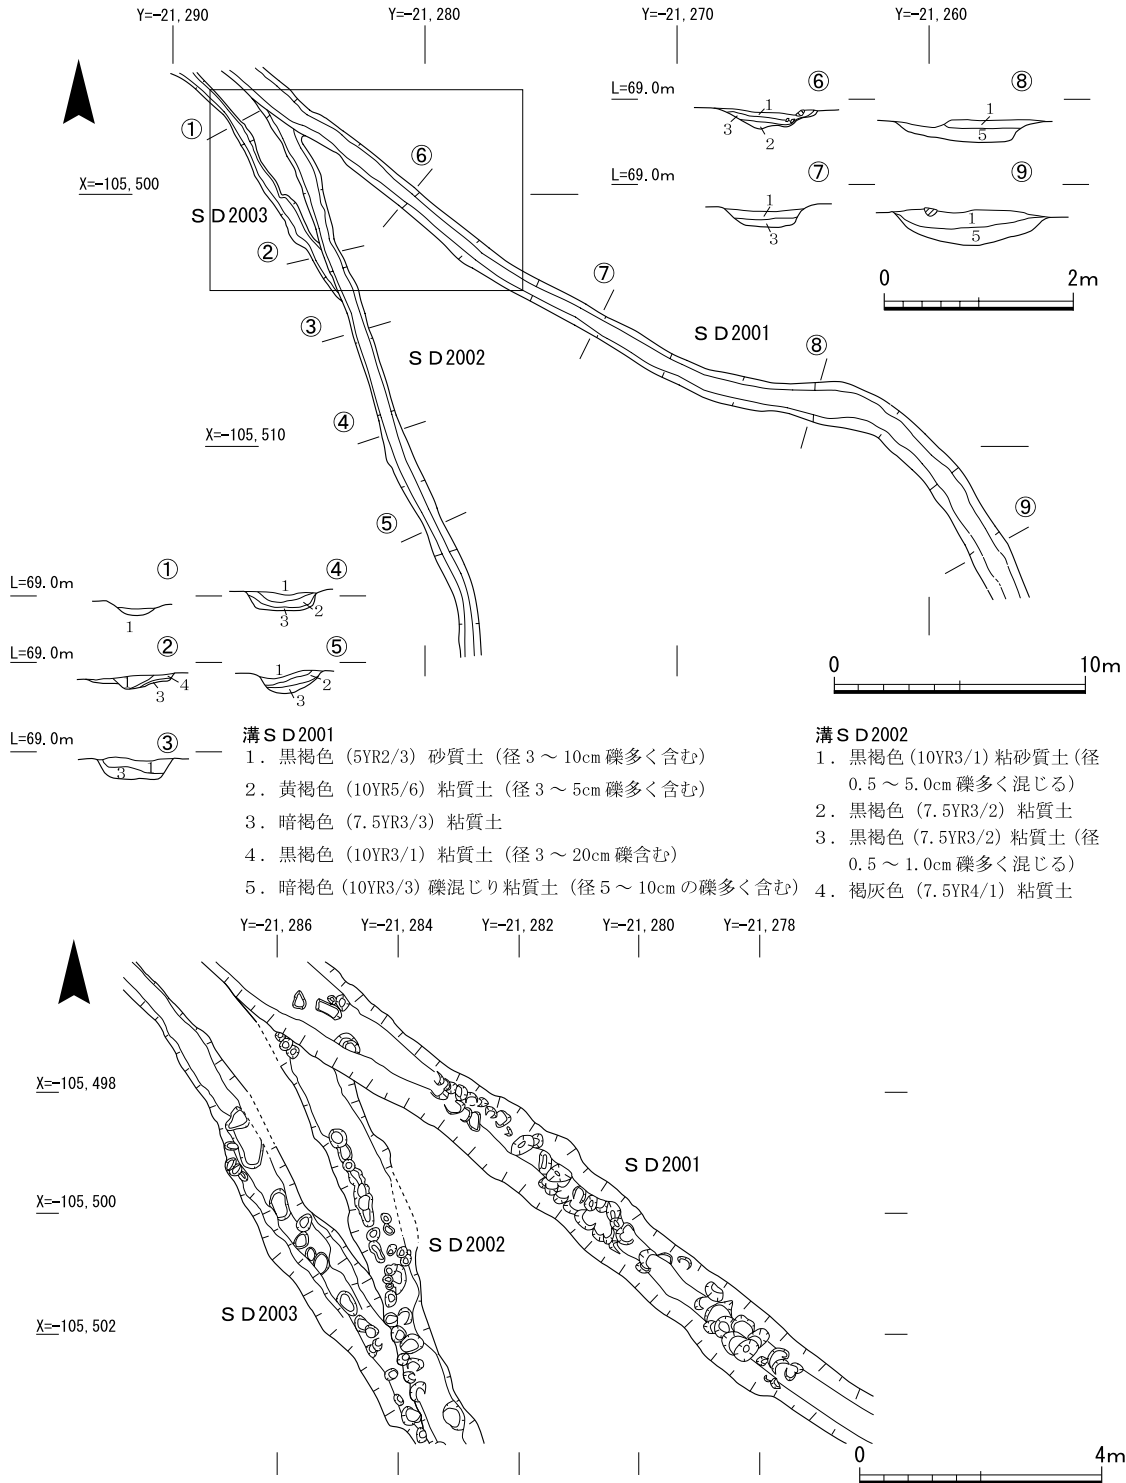 Y=-21,290
Y=-21,280
Y=-21,270
Y=-21,260
L=69.0m
⑥
⑧
1
3
2
1
5
①
⑥
X=-105,500
L=69.0m
⑦
⑨
1
3
1
5
ＳＤ2003
②
⑦
0
2m
③
ＳＤ2002
ＳＤ2001
⑧
④
X=-105,510
⑤
⑨
L=69.0m
①
④
1
1
2
3
L=69.0m
②
⑤
1
3
4
1
2
3
0
10m
L=69.0m
③
3
1
溝ＳＤ2001
1．黒褐色（5YR2/3）砂質土（径３～10cm礫多く含む）
2．黄褐色（10YR5/6）粘質土（径３～5cm礫多く含む）
3．暗褐色（7.5YR3/3）粘質土
4．黒褐色（10YR3/1）粘質土（径３～20cm礫含む）
5．暗褐色（10YR3/3）礫混じり粘質土（径５～10cmの礫多く含む）
溝ＳＤ2002
1．黒褐色（10YR3/1）粘砂質土（径
0.5～5.0cm礫多く混じる）
2．黒褐色（7.5YR3/2）粘質土
3．黒褐色（7.5YR3/2）粘質土（径
0.5～1.0cm礫多く混じる）
4．褐灰色（7.5YR4/1）粘質土
Y=-21,286
Y=-21,284
Y=-21,282
Y=-21,280
Y=-21,278
X=-105,498
ＳＤ2001
X=-105,500
ＳＤ2002
ＳＤ2003
X=-105,502
0
4m